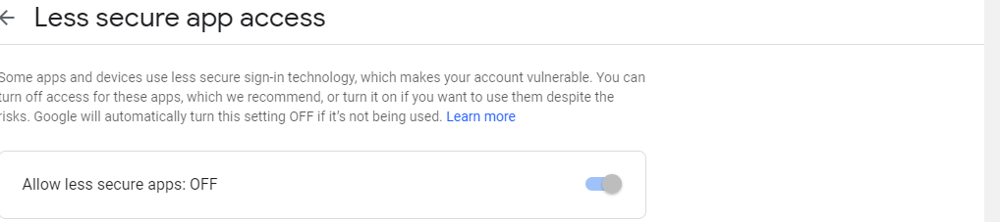 Less secure app access
Some apps and devices use less secure sign-in technology, which makes your account vulnerable. You can
turn off access for these apps, which we recommend, or turn it on if you want to use them despite the
risks. Google will automatically turn this setting OFF if it's not being used. Learn more
Allow less secure apps: OFF